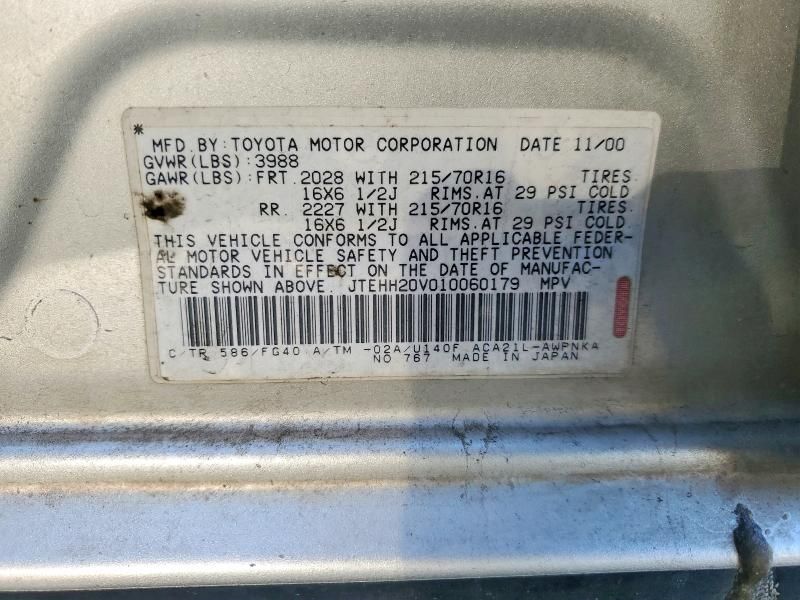 *
MFD.BY:TOYOTA MOTOR CORPORATION DATE 11/00
GVWR(LBS):3988
GAWR(LBS):FRT.2028 WITH 215/70R16 TIRES.
16X6 1/2J RIMS.AT 29 PSI COLD
RR. 2227 WITH 215/70R16 TIRES.
16X6 1/2J RIMS.AT 29 PSI COLD.
THIS VEHICLE CONFORMS TO ALL APPLICABLE FEDER-
AL MOTOR VEHICLE SAFETY AND THEFT PREVENTION
STANDARDS IN EFFECT ON THE DATE OF MANUFAC-
TURE SHOWN ABOVE. JTEHH20V010060179 MPV
C/TR 586/FG40 A/TM -02A/U140F ACA21L-AWPNKA
NO 767 MADE IN JAPAN